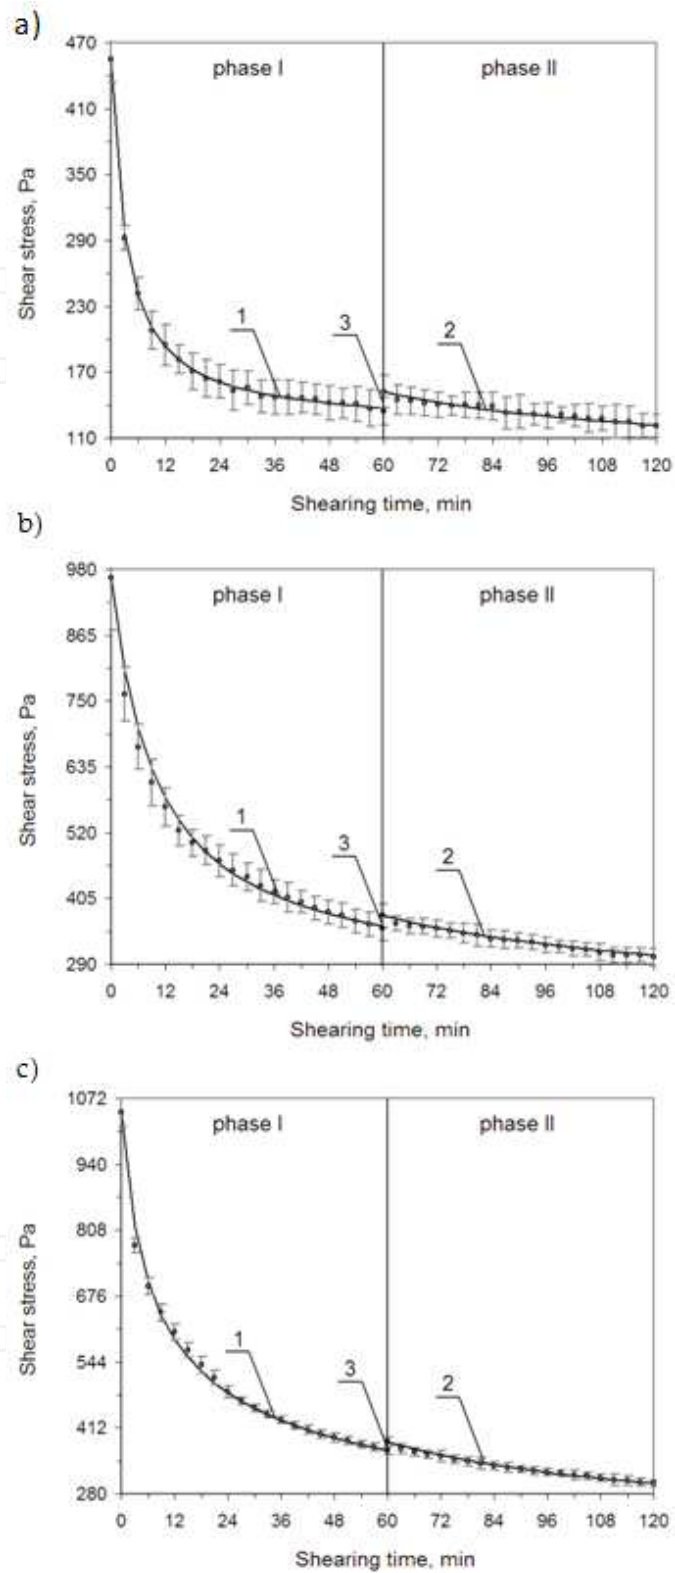 a)
470
phase I
phase II
410
350
290
230
170
110
1
3
2
0 12 24 36 48 60 72 84 96 108 120
Shear stress, Pa
Shearing time, min
b)
980
phase I
phase II
865
750
635
520
405
290
1
3
2
0 12 24 36 48 60 72 84 96 108 120
Shear stress, Pa
Shearing time, min
c)
1072
phase I
phase II
940
808
676
544
412
280
1
3
2
0 12 24 36 48 60 72 84 96 108 120
Shear stress, Pa
Shearing time, min